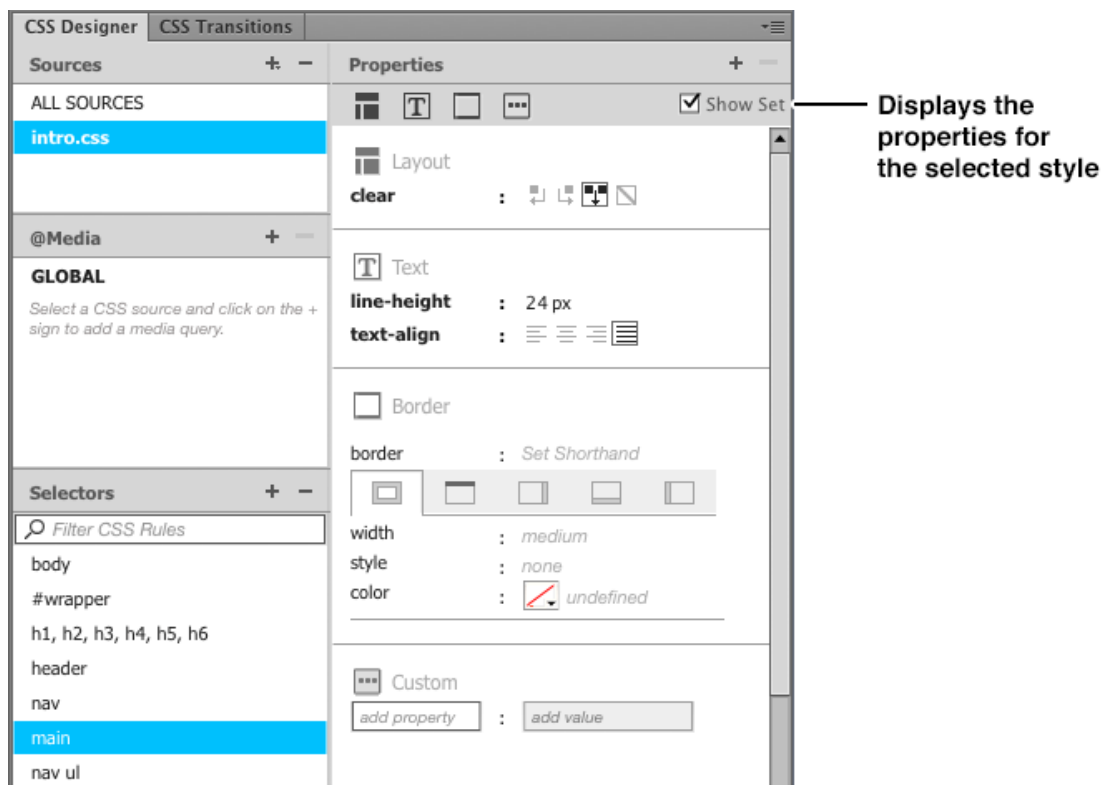 CSS Designer CSS Transitions
Sources + −
ALL SOURCES
intro.css
@Media + −
GLOBAL
Select a CSS source and click on the +
sign to add a media query.
Selectors + −
Filter CSS Rules
body
#wrapper
h1, h2, h3, h4, h5, h6
header
nav
main
nav ul
Properties + −
T Show Set
Layout
clear :
T Text
line-height : 24 px
text-align :
Border
border : Set Shorthand
width : medium
style : none
color : undefined
Custom
add property : add value
Displays the
properties for
the selected style